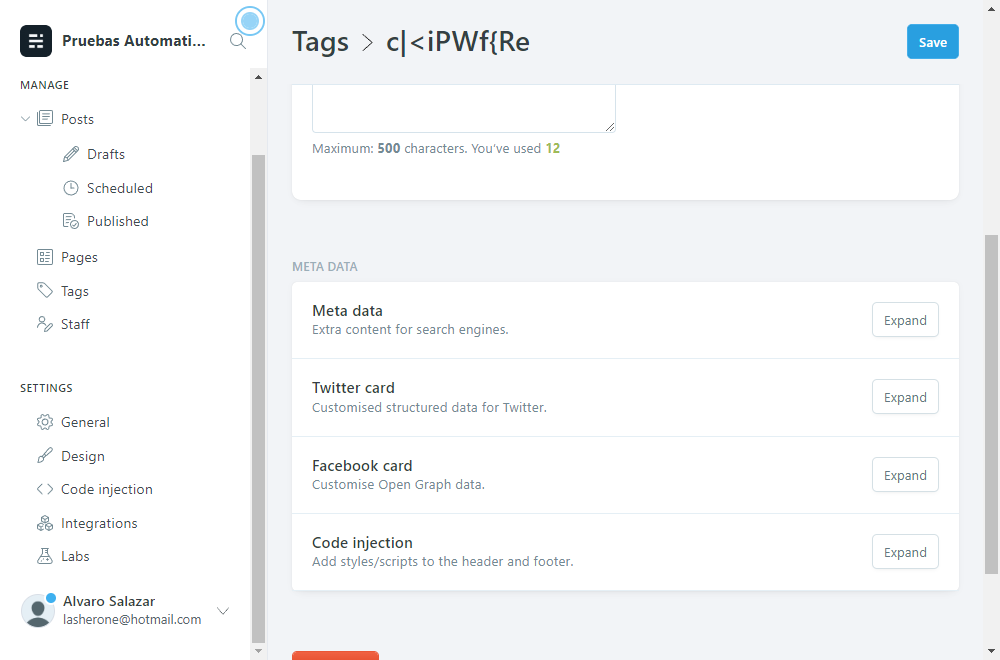 Pruebas Automati...
MANAGE
Posts
Drafts
Scheduled
Published
Pages
Tags
Staff
SETTINGS
General
Design
Code injection
Integrations
Labs
Alvaro Salazar
lasherone@hotmail.com
Tags > c|<iPWf{Re
Save
Maximum: 500 characters. You've used 12
META DATA
Meta data
Extra content for search engines.
Expand
Twitter card
Customised structured data for Twitter.
Expand
Facebook card
Customise Open Graph data.
Expand
Code injection
Add styles/scripts to the header and footer.
Expand